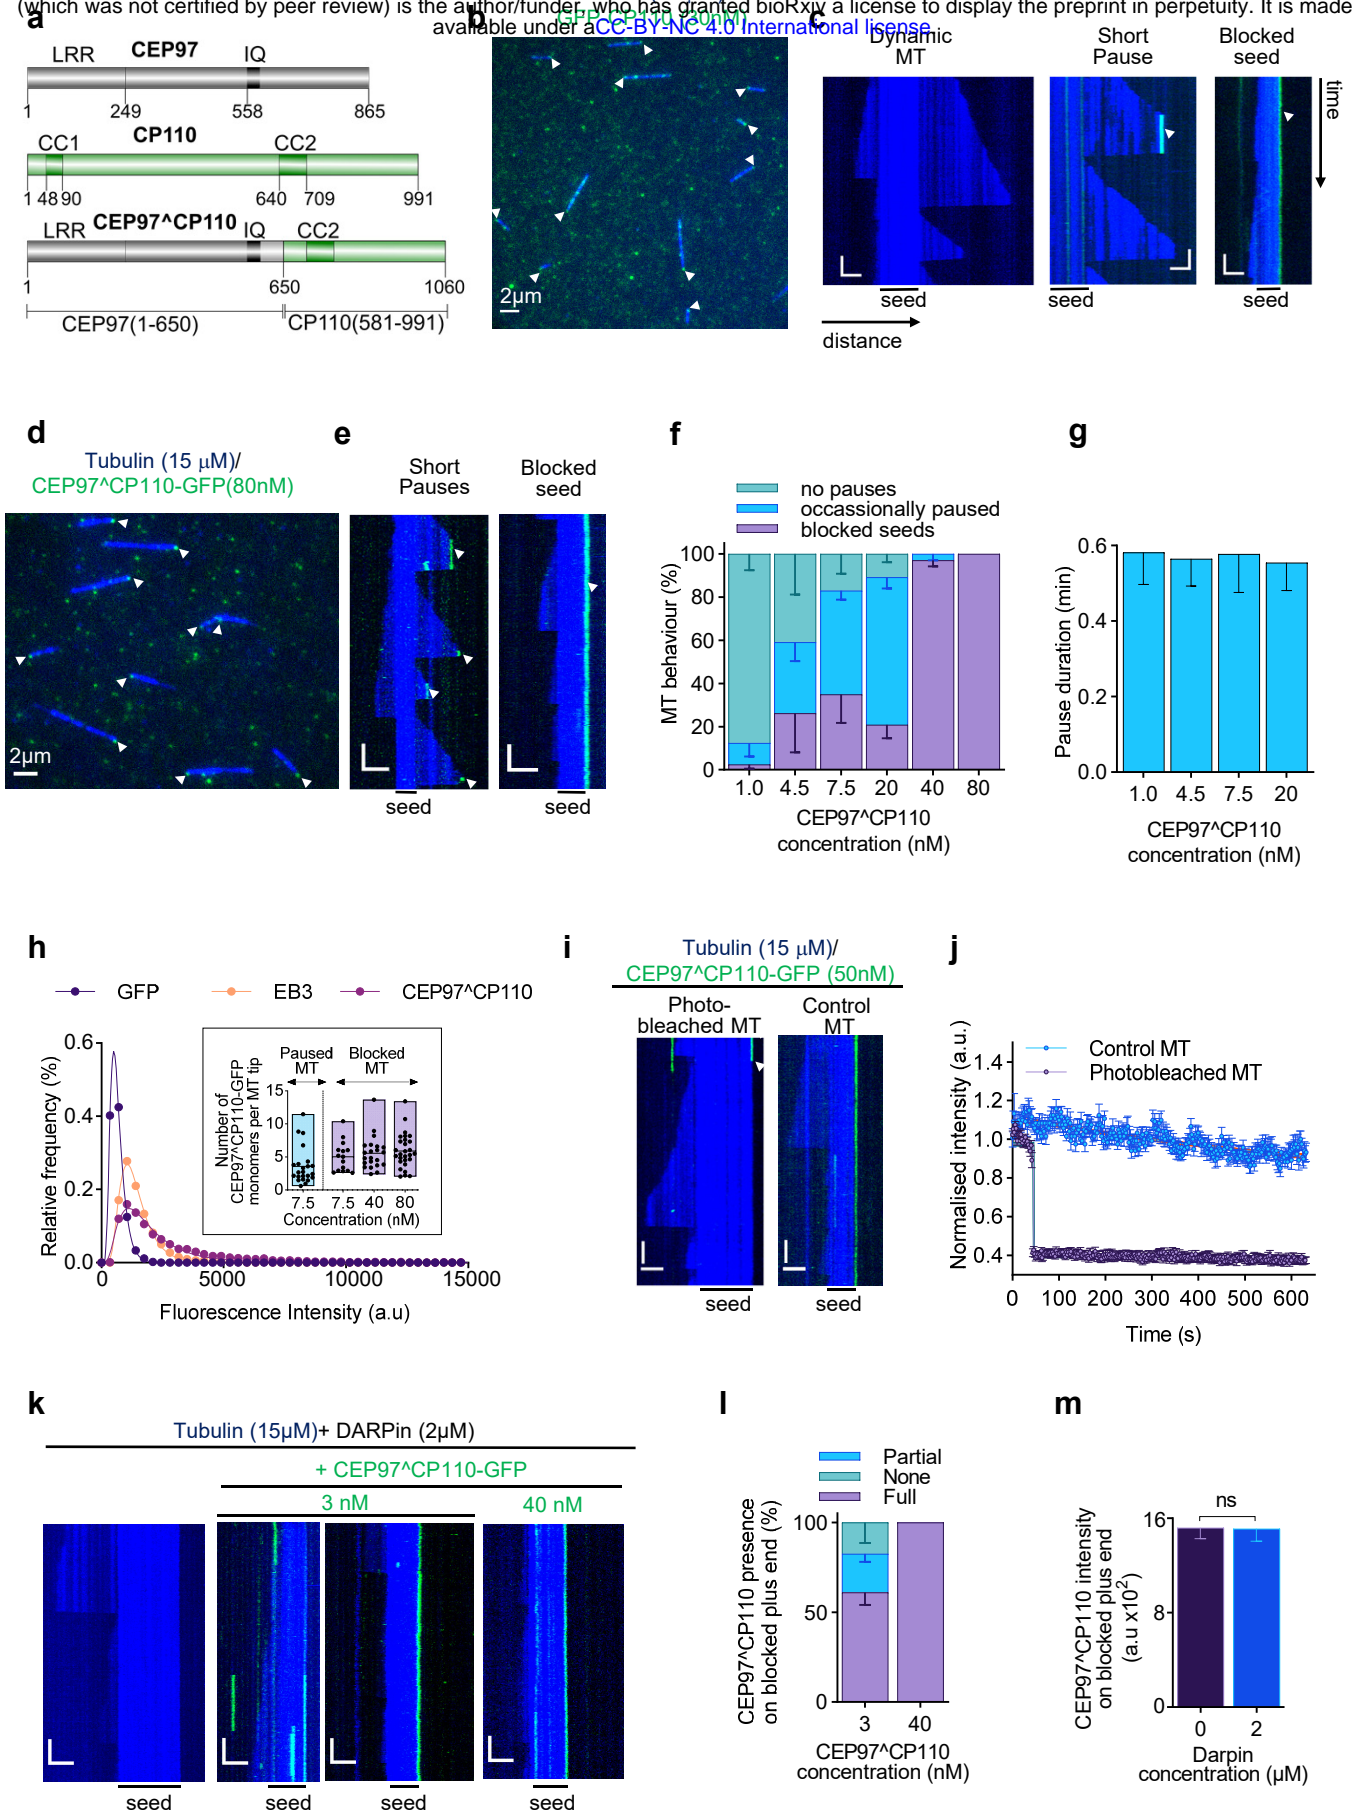 (which was not certified by peer review) is the author/funder, who has granted bioRxiv a license to display the preprint in perpetuity. It is made
available under aCC-BY-NC 4.0 International license.
a
CEP97
LRR
IQ
1
249
558
865
CP110
CC1
CC2
1 48 90
640
709
991
CEP97^CP110
LRR
IQ
CC2
1
650
1060
CEP97(1-650)
CP110(581-991)
b
GFP-CP110 (30nM)
2µm
c
Dynamic
MT
Short
Pause
Blocked
seed
time
seed
seed
seed
distance
d
Tubulin (15 µM)/
CEP97^CP110-GFP(80nM)
2µm
e
Short
Pauses
Blocked
seed
seed
seed
f
no pauses
occassionally paused
blocked seeds
MT behaviour (%)
100
80
60
40
20
0
1.0 4.5 7.5 20 40 80
CEP97^CP110
concentration (nM)
g
Pause duration (min)
0.6
0.4
0.2
0.0
1.0 4.5 7.5 20
CEP97^CP110
concentration (nM)
h
GFP
EB3
CEP97^CP110
Relative frequency (%)
0.6
0.4
0.2
0.0
0 5000 10000 15000
Fluorescence Intensity (a.u)
Paused
MT
Blocked
MT
Number of
CEP97^CP110-GFP
monomers per MT tip
15
10
5
0
7.5 7.5 40 80
Concentration (nM)
i
Tubulin (15 µM)/
CEP97^CP110-GFP (50nM)
Photo-
bleached MT
Control
MT
seed
seed
j
Control MT
Photobleached MT
Normalised intensity (a.u.)
1.4
1.2
1.0
0.8
0.6
0.4
0 100 200 300 400 500 600
Time (s)
k
Tubulin (15µM)+ DARPin (2µM)
+ CEP97^CP110-GFP
3 nM
40 nM
seed
seed
seed
seed
l
Partial
None
Full
CEP97^CP110 presence
on blocked plus end (%)
100
50
0
3 40
CEP97^CP110
concentration (nM)
m
ns
CEP97^CP110 intensity
on blocked plus end
(a.u x10²)
16
8
0
0 2
Darpin
concentration (µM)